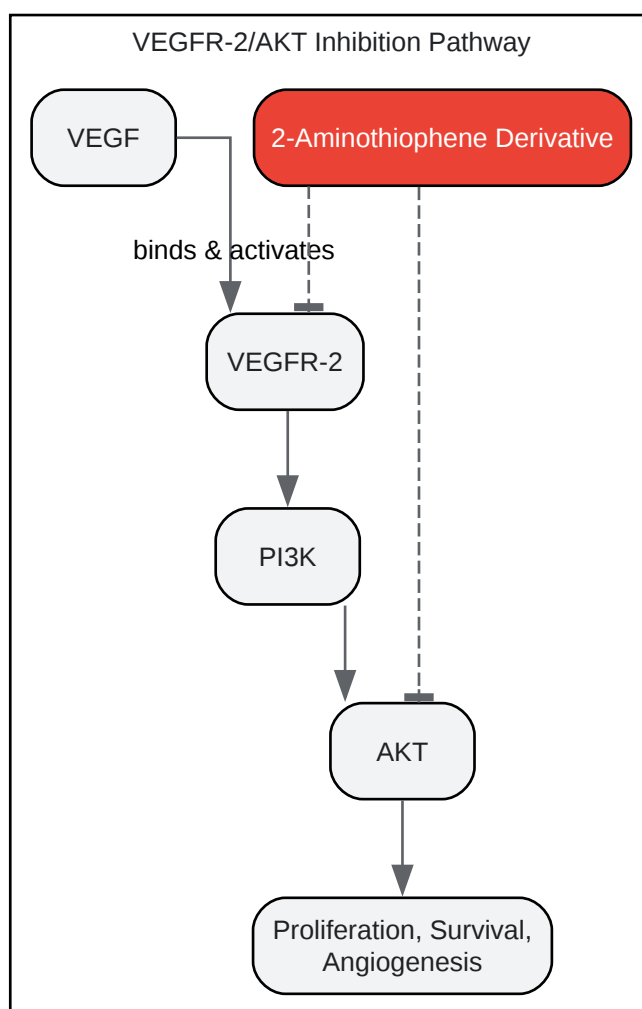 VEGFR-2/AKT Inhibition Pathway
VEGF
2-Aminothiophene Derivative
binds & activates
VEGFR-2
PI3K
AKT
Proliferation, Survival,
Angiogenesis